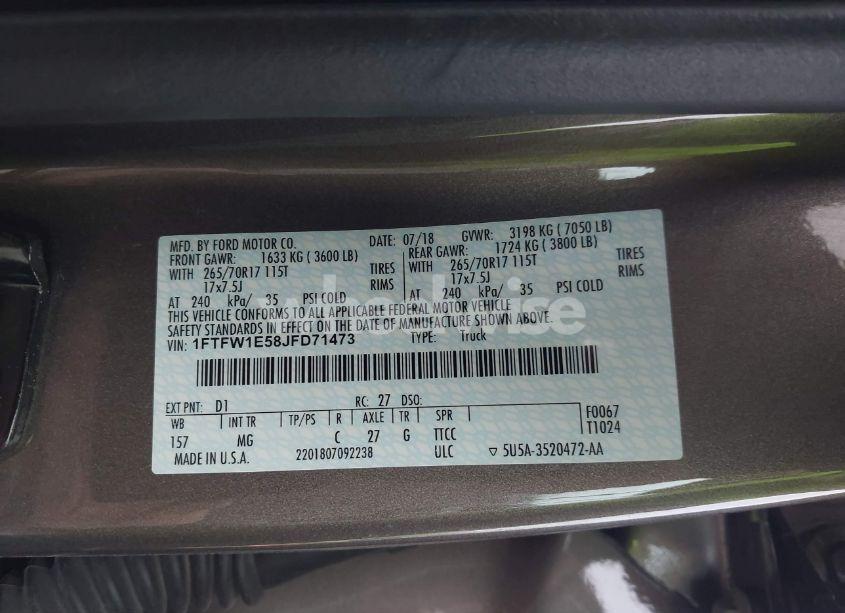 MFD. BY FORD MOTOR CO. DATE: 07/18 GVWR: 3198 KG ( 7050 LB)
FRONT GAWR: 1633 KG ( 3600 LB) REAR GAWR: 1724 KG ( 3800 LB)
WITH 265/70R17 115T TIRES WITH 265/70R17 115T TIRES
17x7.5J RIMS 17x7.5J RIMS
AT 240 kPa/ 35 PSI COLD AT 240 kPa/ 35 PSI COLD
THIS VEHICLE CONFORMS TO ALL APPLICABLE FEDERAL MOTOR VEHICLE
SAFETY STANDARDS IN EFFECT ON THE DATE OF MANUFACTURE SHOWN ABOVE.
VIN: 1FTFW1E58JFD71473 TYPE: Truck
EXT PNT: D1 RC: 27 DSO:
WB INT TR TP/PS R AXLE TR SPR F0067
157 MG C 27 G TTCC T1024
MADE IN U.S.A. 2201807092238 ULC ▽ 5U5A-3520472-AA